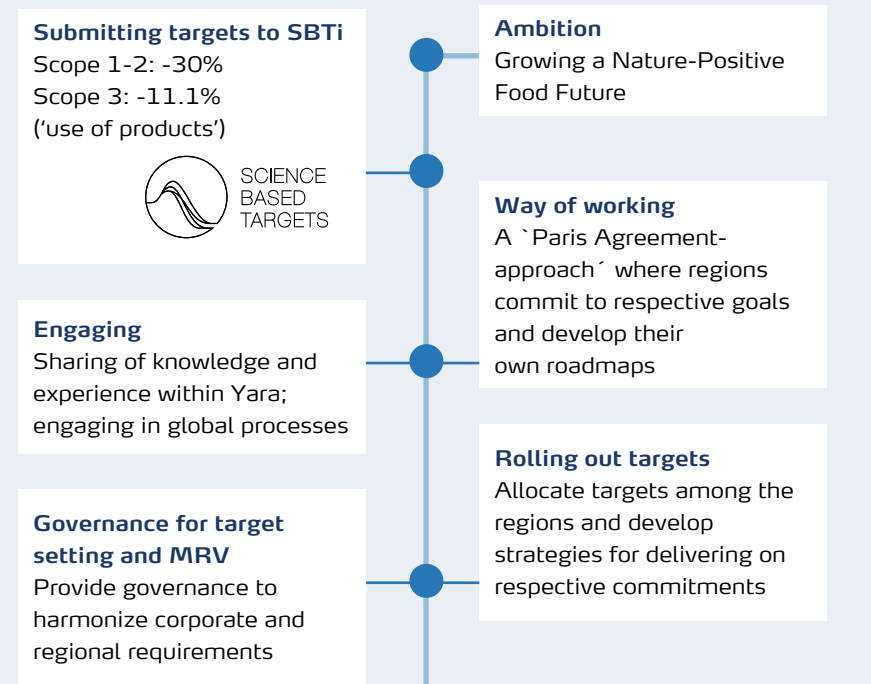 Submitting targets to SBTi
Scope 1-2: -30%
Scope 3: -11.1%
(‘use of products’)
SCIENCE
BASED
TARGETS
Ambition
Growing a Nature-Positive
Food Future
Way of working
A `Paris Agreement-
approach´ where regions
commit to respective goals
and develop their
own roadmaps
Engaging
Sharing of knowledge and
experience within Yara;
engaging in global processes
Rolling out targets
Allocate targets among the
regions and develop
strategies for delivering on
respective commitments
Governance for target
setting and MRV
Provide governance to
harmonize corporate and
regional requirements